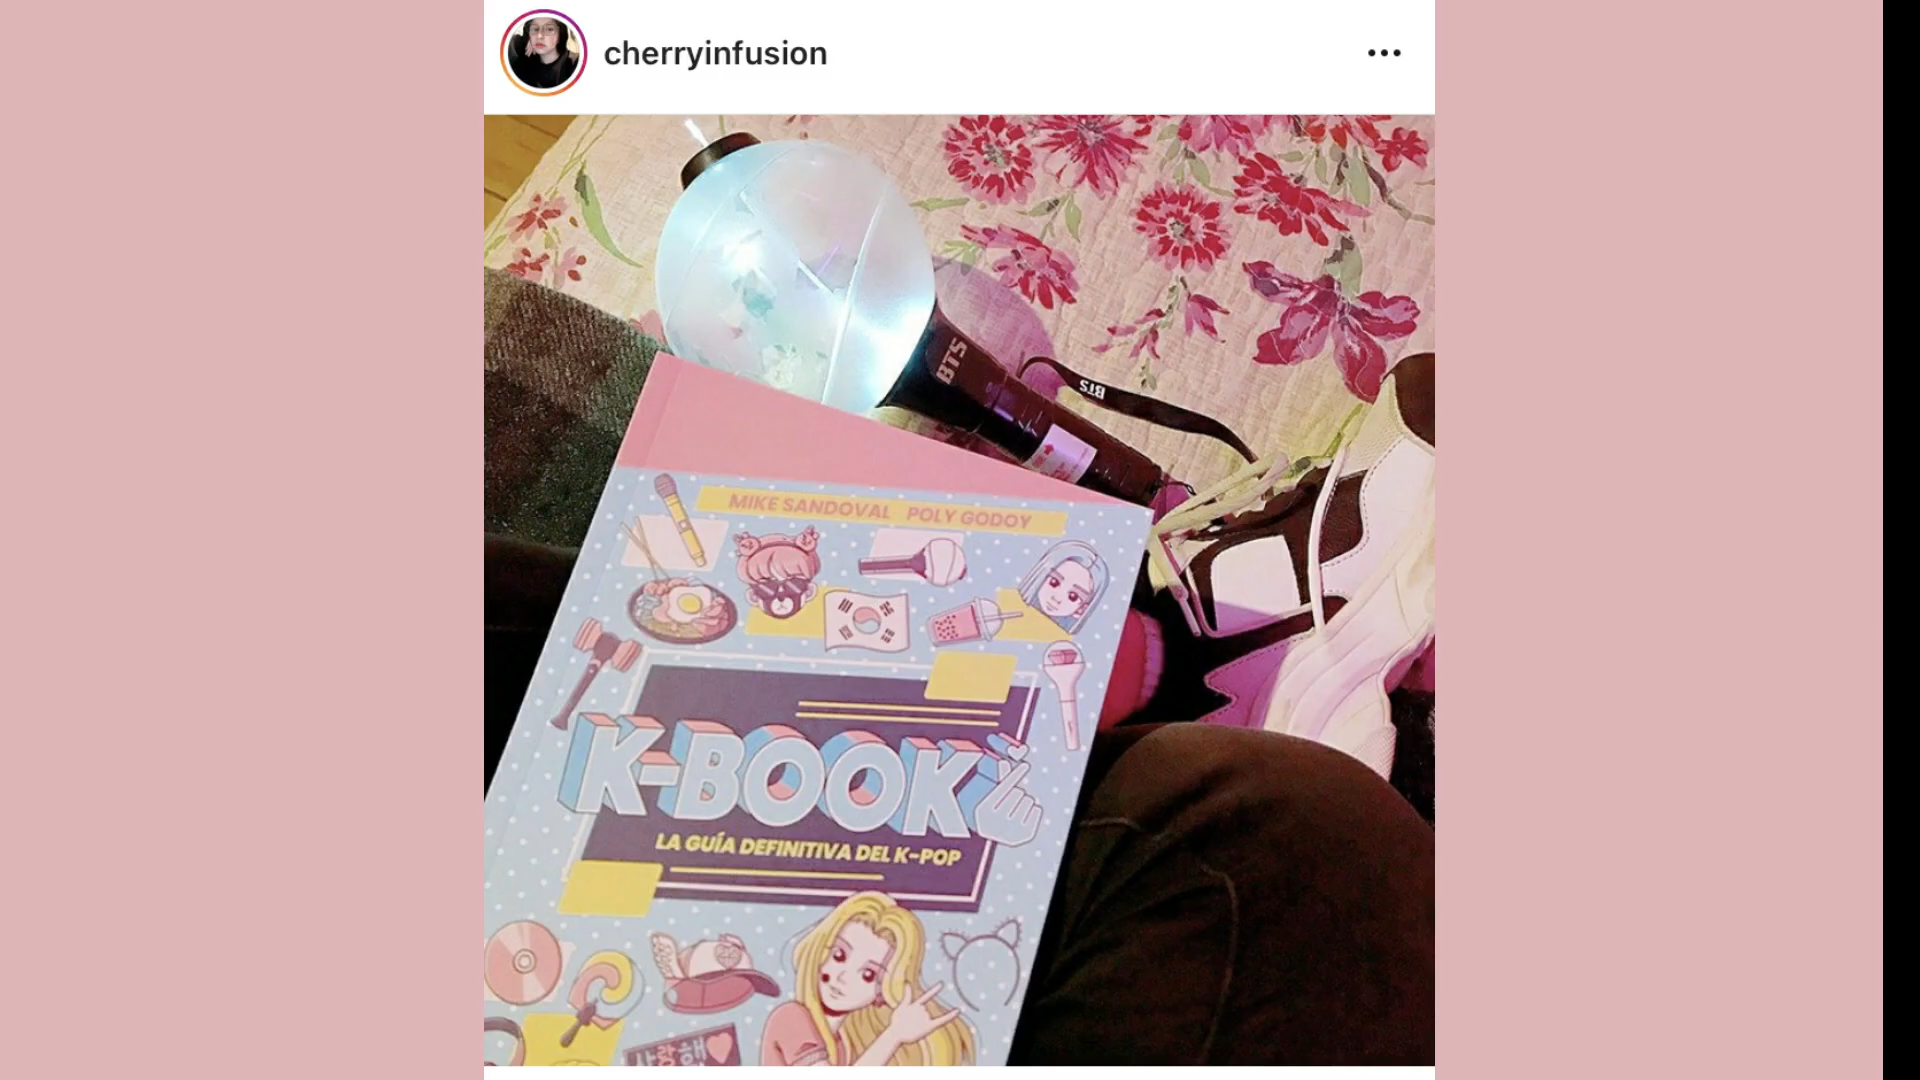 cherryinfusion
BTS
BTS
MIKE SANDOVAL POLY GODOY
K-BOOK
LA GUÍA DEFINITIVA DEL K-POP
사랑해